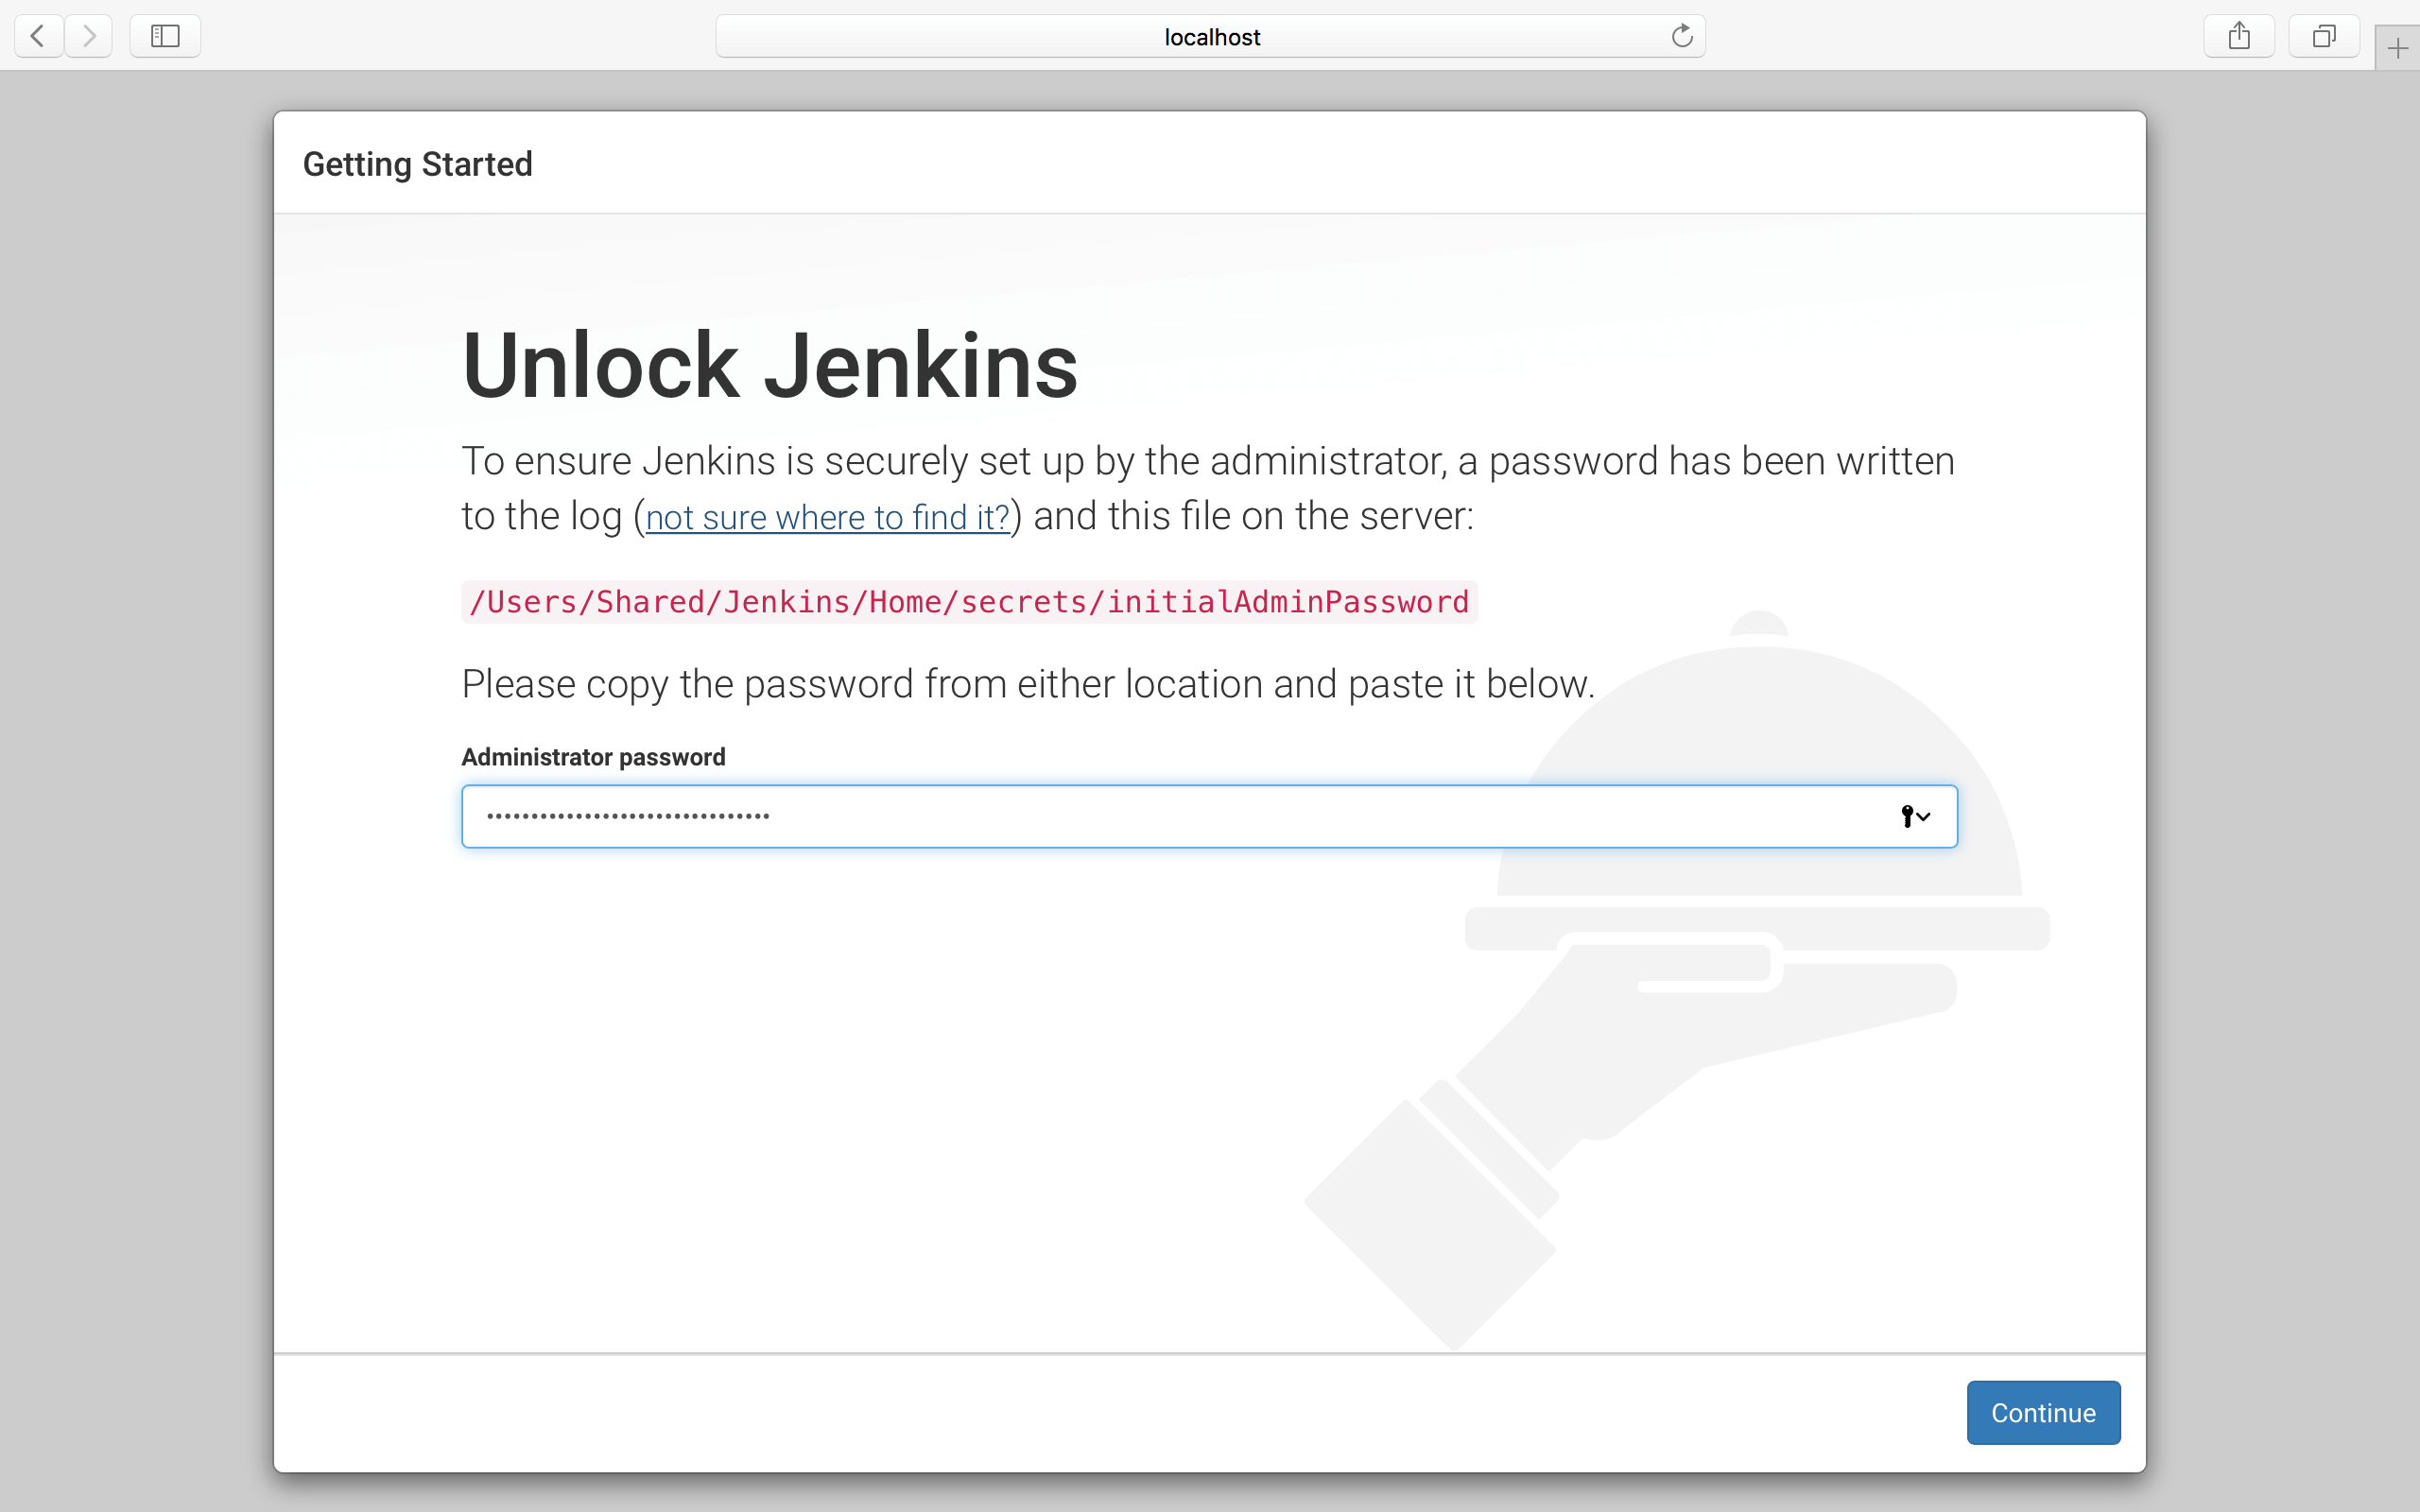 localhost
Getting Started
Unlock Jenkins
To ensure Jenkins is securely set up by the administrator, a password has been written
to the log (not sure where to find it?) and this file on the server:
/Users/Shared/Jenkins/Home/secrets/initialAdminPassword
Please copy the password from either location and paste it below.
Administrator password
Continue